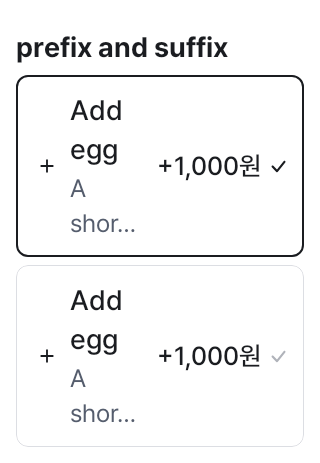 prefix and suffix
Add
egg
+ +1,000원
A
shor...
Add
egg
+ +1,000원
A
shor...